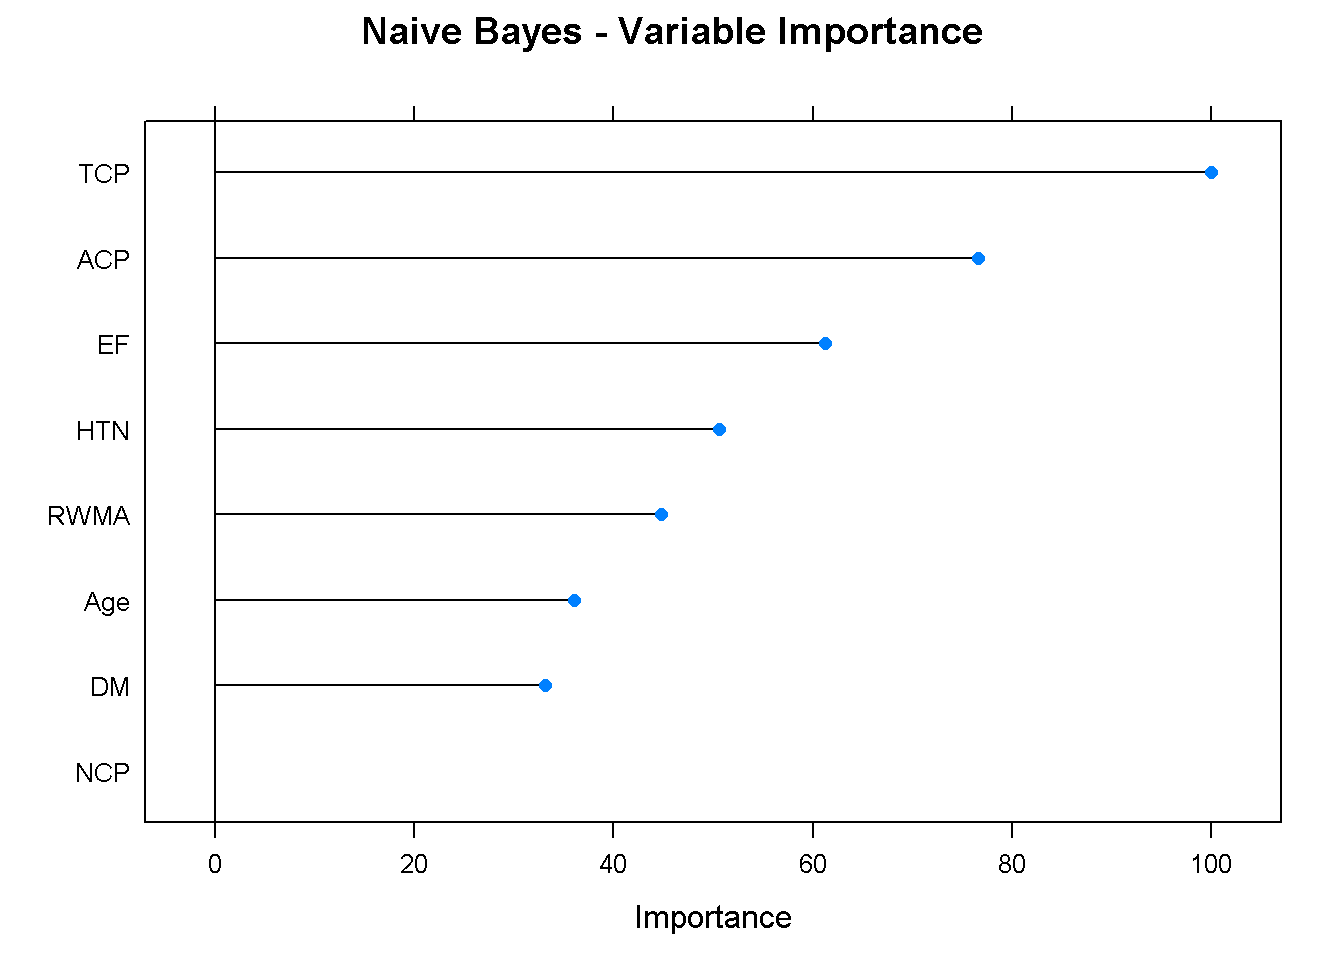 Naive Bayes - Variable Importance
TCP
ACP
EF
HTN
RWMA
Age
DM
NCP
0 20 40 60 80 100
Importance